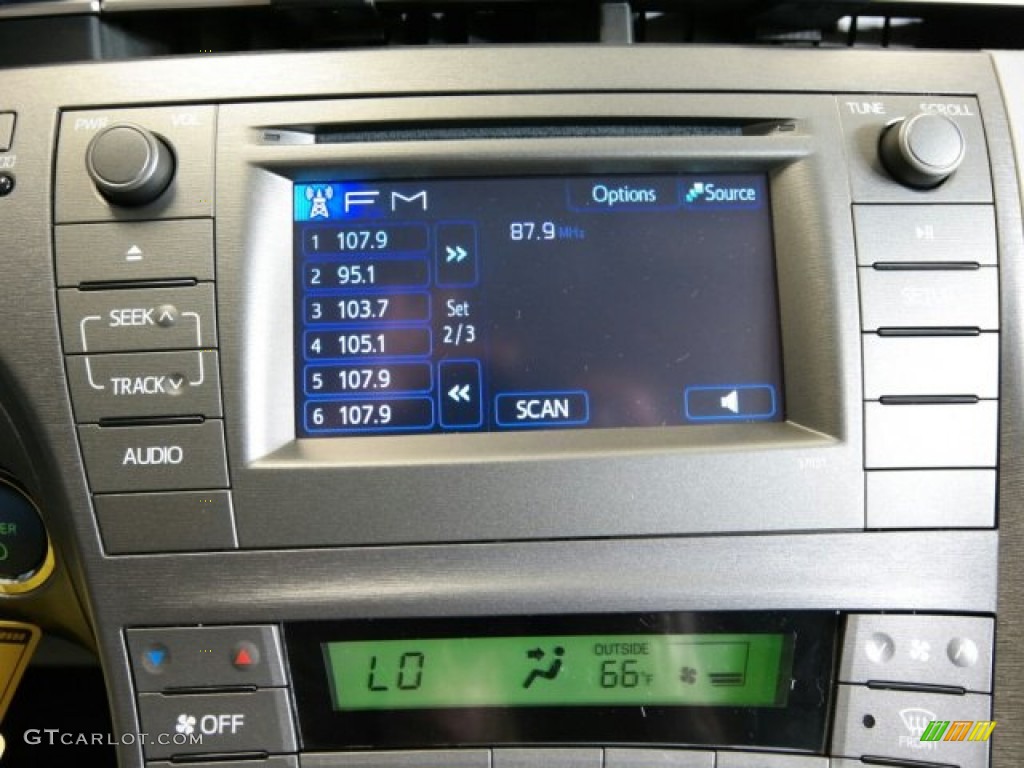 PWR VOL
TUNE SCROLL
FM
Options
Source
87.9 MHz
1 107.9
2 95.1
3 103.7
4 105.1
5 107.9
6 107.9
>>
Set
2/3
<<
SCAN
SEEK
TRACK
AUDIO
SETUP
LO
OUTSIDE
66°F
OFF
FRONT
GTCARLOT.COM